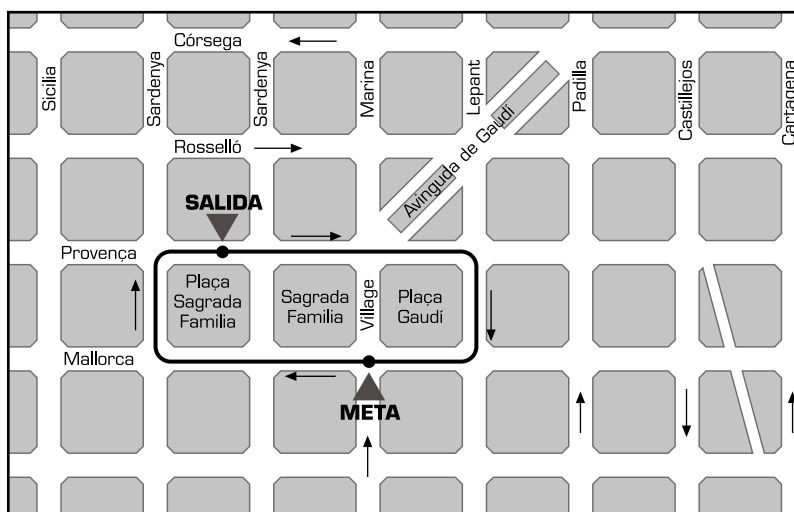 Córsega
Sicilia
Sardenya
Sardenya
Marina
Lepant
Padilla
Castillejos
Cartagena
Rosselló
Avinguda de Gaudí
SALIDA
Provença
Plaça
Sagrada
Familia
Sagrada
Familia
Village
Plaça
Gaudí
Mallorca
META